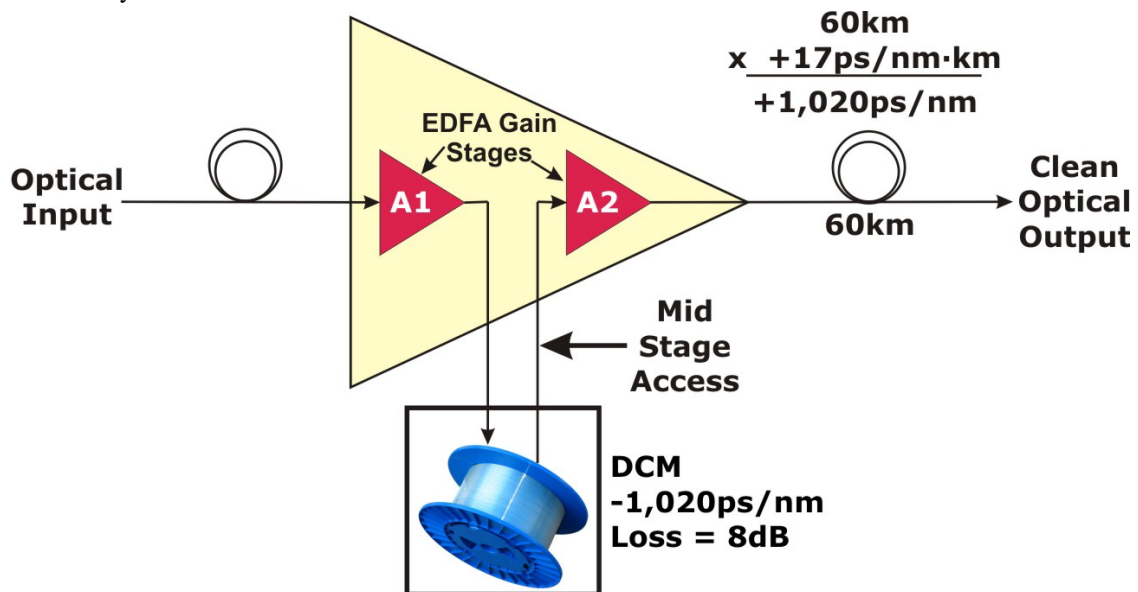 60km
x +17ps/nm·km
+1,020ps/nm
EDFA Gain
Stages
Optical
Input
A1
A2
60km
Clean
Optical
Output
Mid
Stage
Access
DCM
-1,020ps/nm
Loss = 8dB